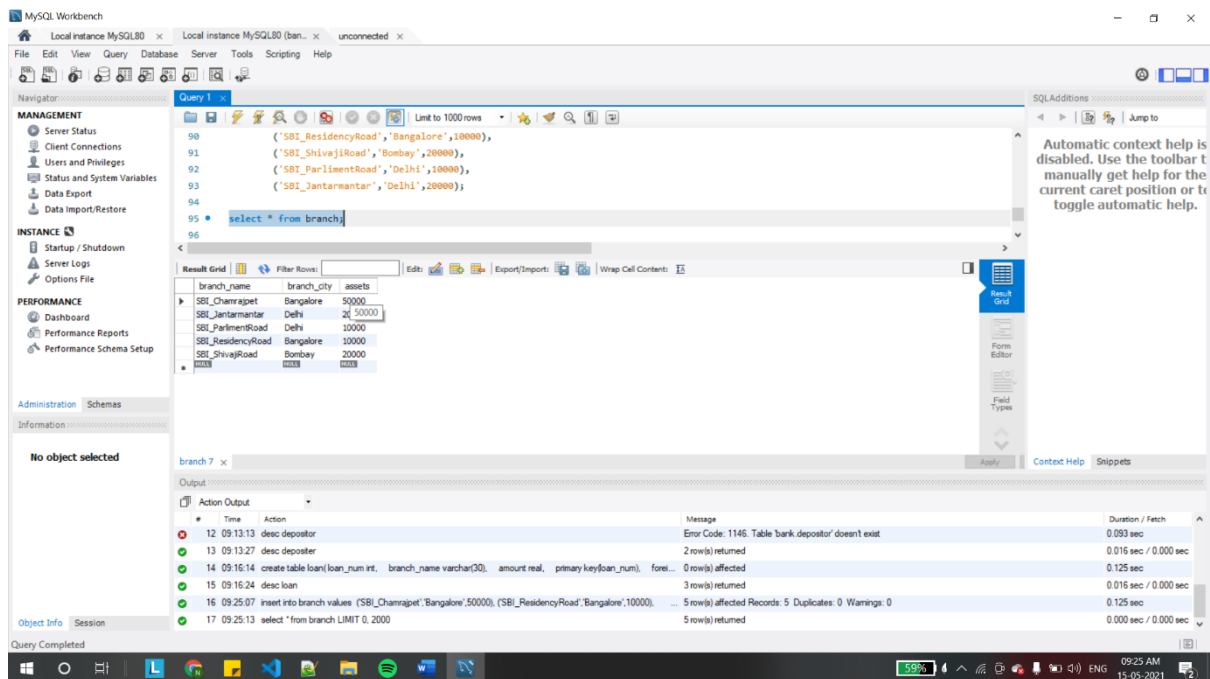 MySQL Workbench
Local instance MySQL80 × Local instance MySQL80 (ban... × unconnected ×
File Edit View Query Database Server Tools Scripting Help
Navigator
MANAGEMENT
Server Status
Client Connections
Users and Privileges
Status and System Variables
Data Export
Data Import/Restore
INSTANCE
Startup / Shutdown
Server Logs
Options File
PERFORMANCE
Dashboard
Performance Reports
Performance Schema Setup
Administration Schemas
Information
No object selected
Object Info Session
Query 1 ×
Limit to 1000 rows
90 ('SBI_ResidencyRoad','Bangalore',10000),
91 ('SBI_ShivajiRoad','Bombay',20000),
92 ('SBI_ParlimentRoad','Delhi',10000),
93 ('SBI_Jantarmantar','Delhi',20000);
94
95 select * from branch;
96
Result Grid Filter Rows: Edit: Export/Import: Wrap Cell Content:
branch_name branch_city assets
SBI_Chamrajpet Bangalore 50000
SBI_Jantarmantar Delhi 20
50000
SBI_ParlimentRoad Delhi 10000
SBI_ResidencyRoad Bangalore 10000
SBI_ShivajiRoad Bombay 20000
NULL NULL NULL
Result Grid
Form Editor
Field Types
branch 7 ×
Apply
SQLAdditions
Jump to
Automatic context help is
disabled. Use the toolbar t
manually get help for the
current caret position or to
toggle automatic help.
Context Help Snippets
Output
Action Output
# Time Action Message Duration / Fetch
12 09:13:13 desc depositor Error Code: 1146. Table 'bank.depositor' doesn't exist 0.093 sec
13 09:13:27 desc depositer 2 row(s) returned 0.016 sec / 0.000 sec
14 09:16:14 create table loan( loan_num int, branch_name varchar(30), amount real, primary key(loan_num), forei... 0 row(s) affected 0.125 sec
15 09:16:24 desc loan 3 row(s) returned 0.016 sec / 0.000 sec
16 09:25:07 insert into branch values ('SBI_Chamrajpet','Bangalore',50000), ('SBI_ResidencyRoad','Bangalore',10000), ... 5 row(s) affected Records: 5 Duplicates: 0 Warnings: 0 0.125 sec
17 09:25:13 select * from branch LIMIT 0, 2000 5 row(s) returned 0.000 sec / 0.000 sec
Query Completed
59% ENG 09:25 AM
15-05-2021